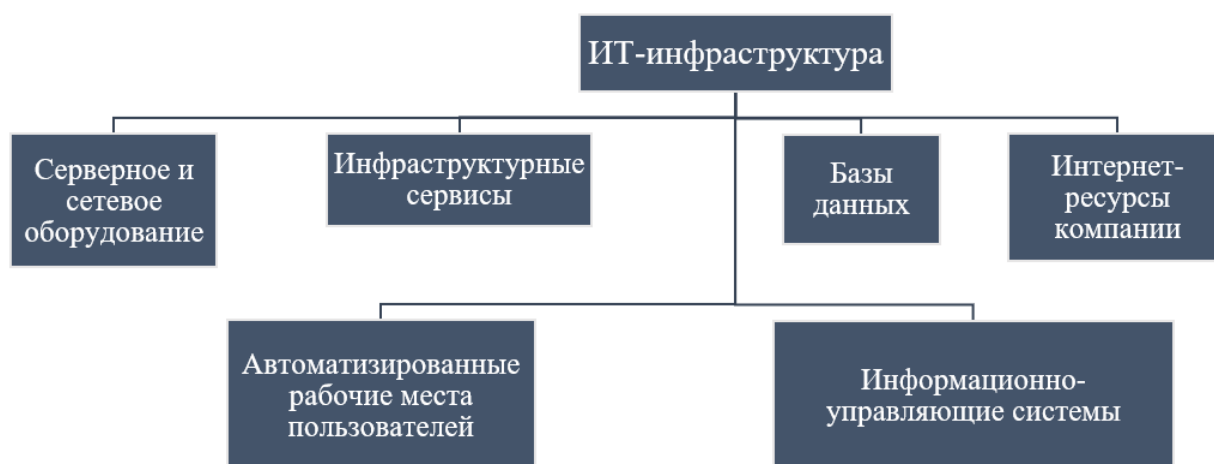 ИТ-инфраструктура
Серверное и
сетевое
оборудование
Инфраструктурные
сервисы
Базы
данных
Интернет-
ресурсы
компании
Автоматизированные
рабочие места
пользователей
Информационно-
управляющие системы